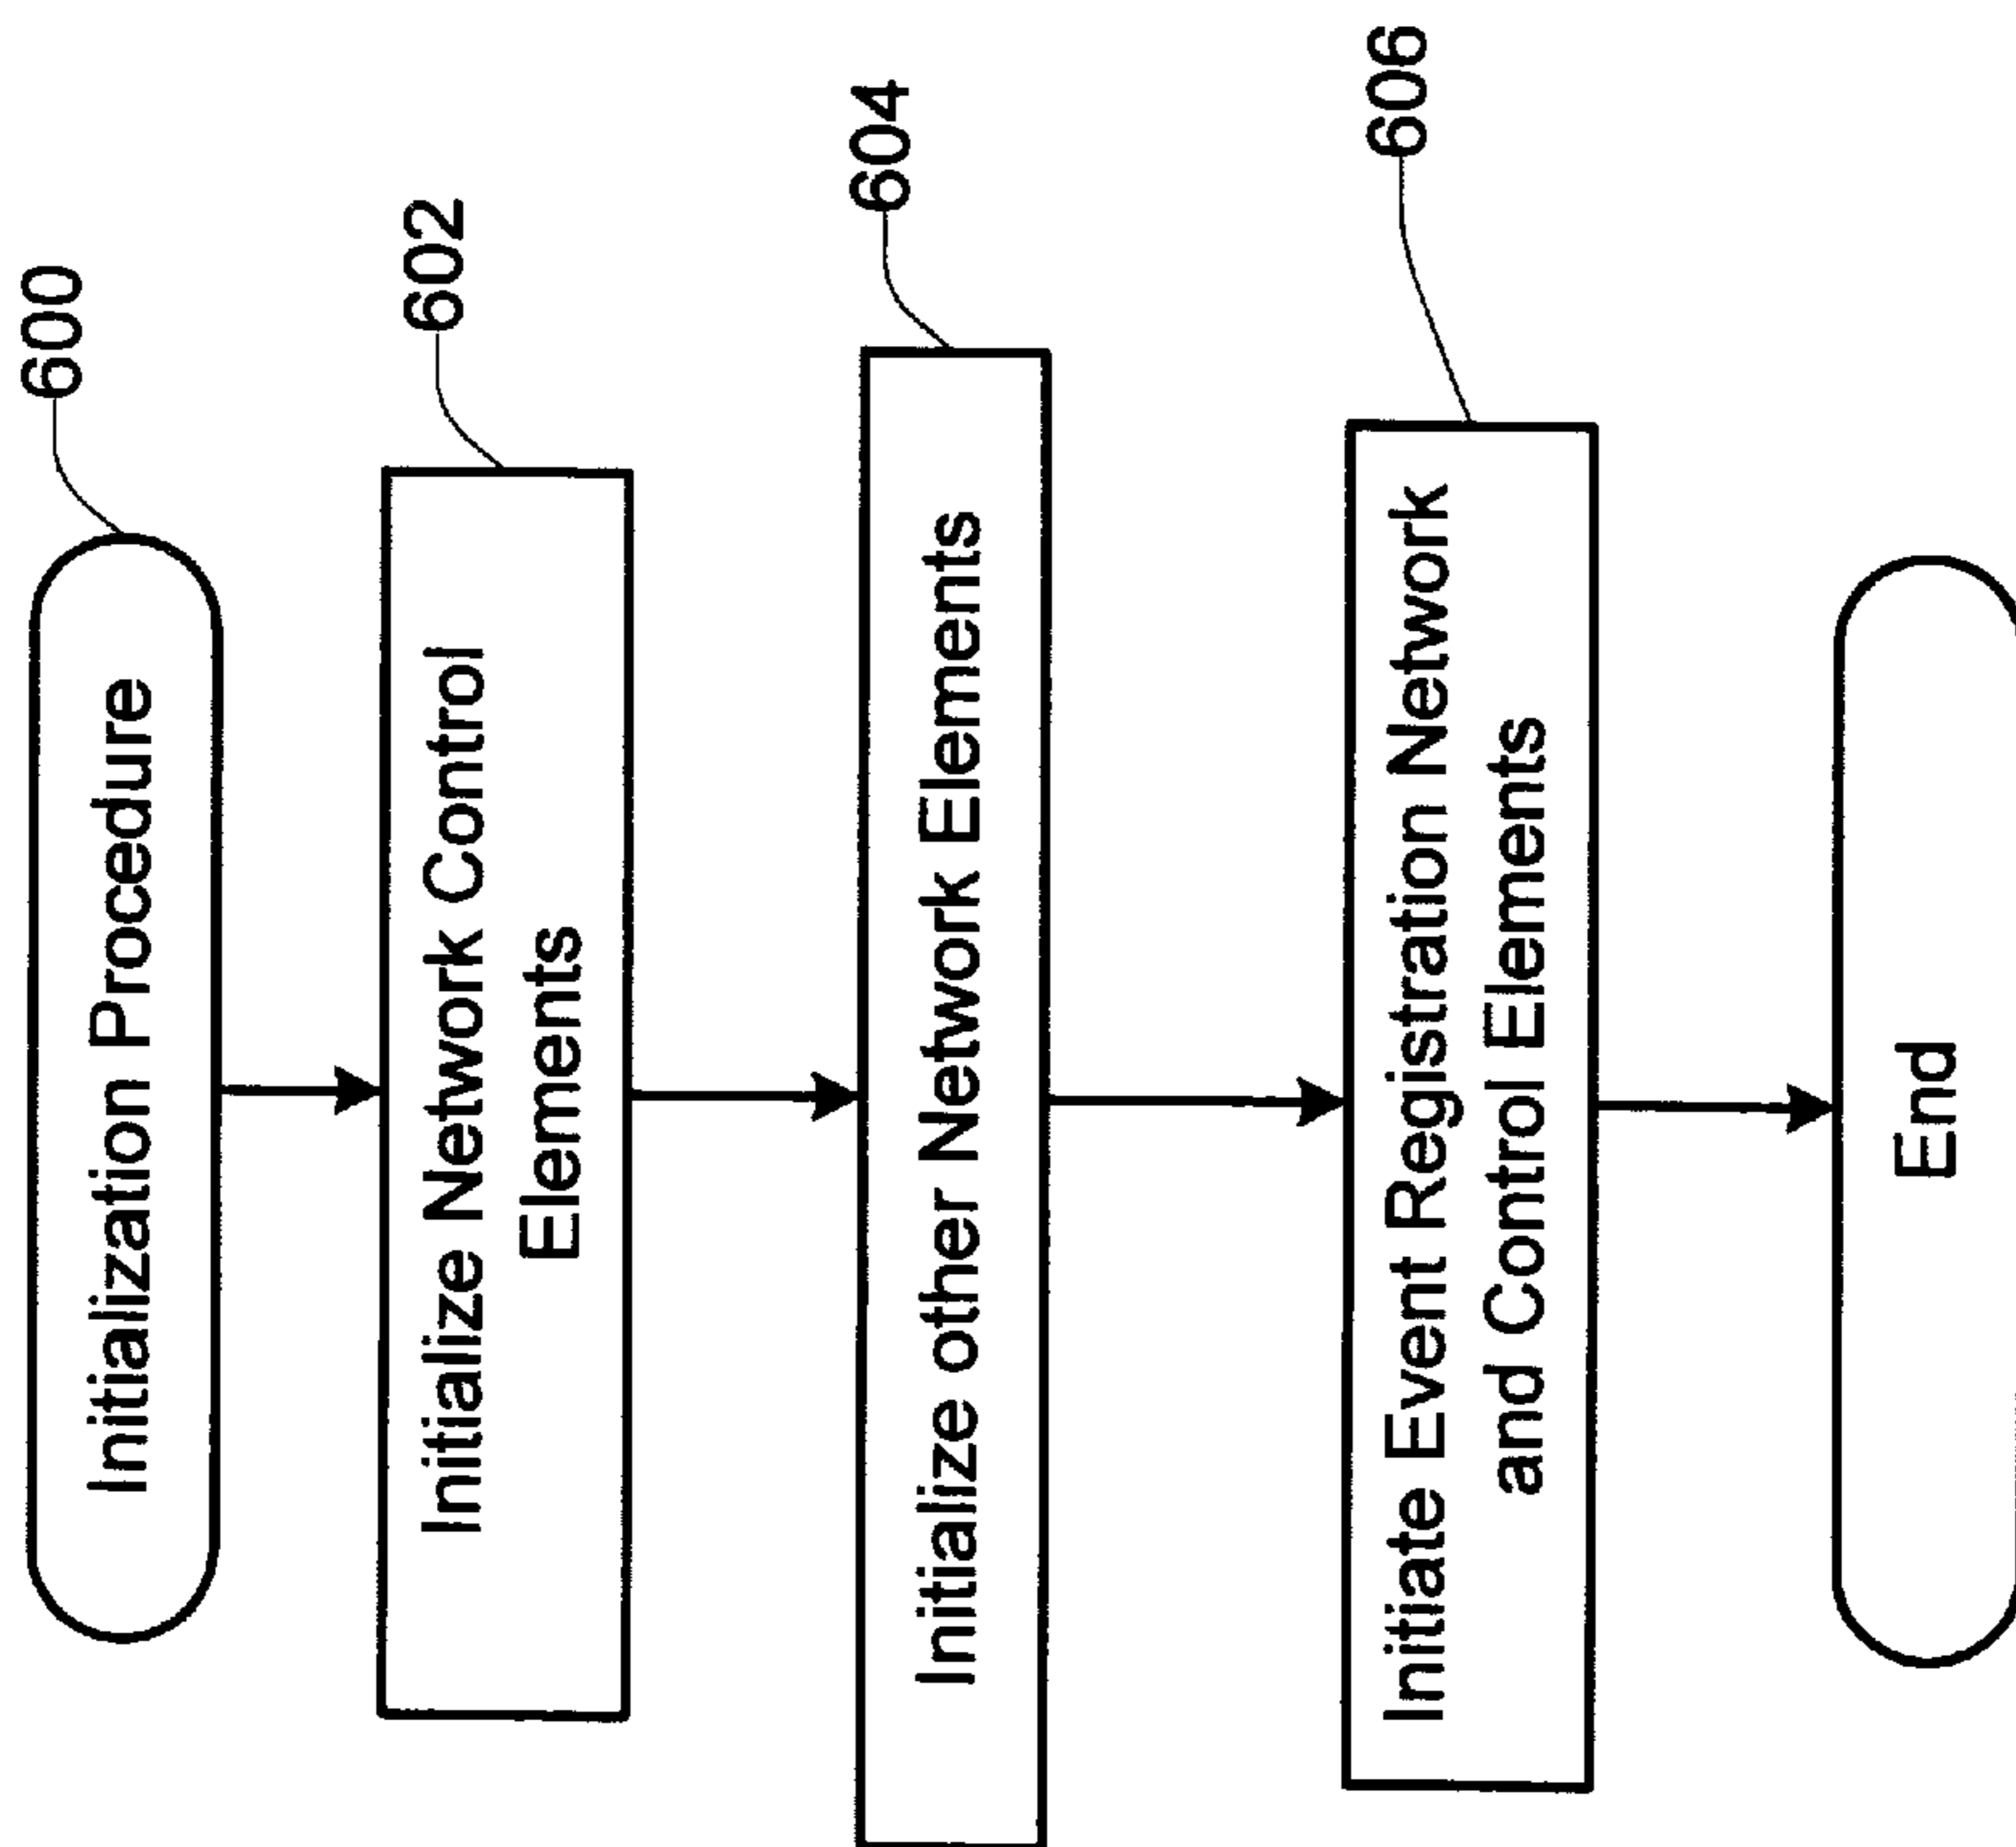 600
Initialization Procedure
602
Initialize Network Control
Elements
604
Initialize other Network Elements
606
Initiate Event Registration Network
and Control Elements
End